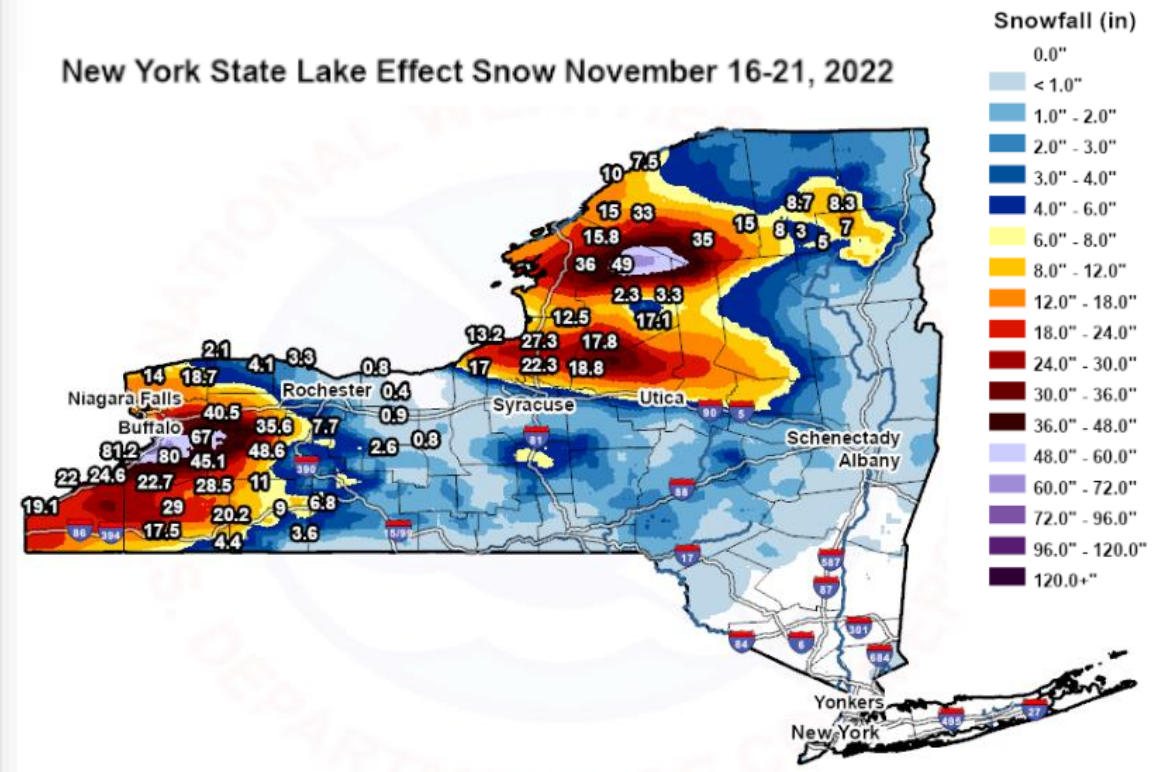 New York State Lake Effect Snow November 16-21, 2022
Snowfall (in)
0.0"
< 1.0"
1.0" - 2.0"
2.0" - 3.0"
3.0" - 4.0"
4.0" - 6.0"
6.0" - 8.0"
8.0" - 12.0"
12.0" - 18.0"
18.0" - 24.0"
24.0" - 30.0"
30.0" - 36.0"
36.0" - 48.0"
48.0" - 60.0"
60.0" - 72.0"
72.0" - 96.0"
96.0" - 120.0"
120.0+"
7.5
10
15 33
8.7 8.3
15.8 35 15 8 3 7
5
36 49
2.3 3.3
12.5 17.1
13.2 27.3 17.8
17 22.3 18.8
2.1 4.1 3.3 0.8
14 18.7 Rochester 0.4
Niagara Falls
Syracuse Utica
90 5
40.5 0.9
Buffalo 67 35.6 7.7
81 0.8
81.2 80 45.1 48.6 2.6
Schenectady
Albany
390
22 24.6 22.7 28.5 11
88
19.1 29 20.2 9 6.8
86 394 17.5 4.4 3.6
17
587
87
84 6
684
Yonkers
New York
495 27
NATIONAL WEATHER